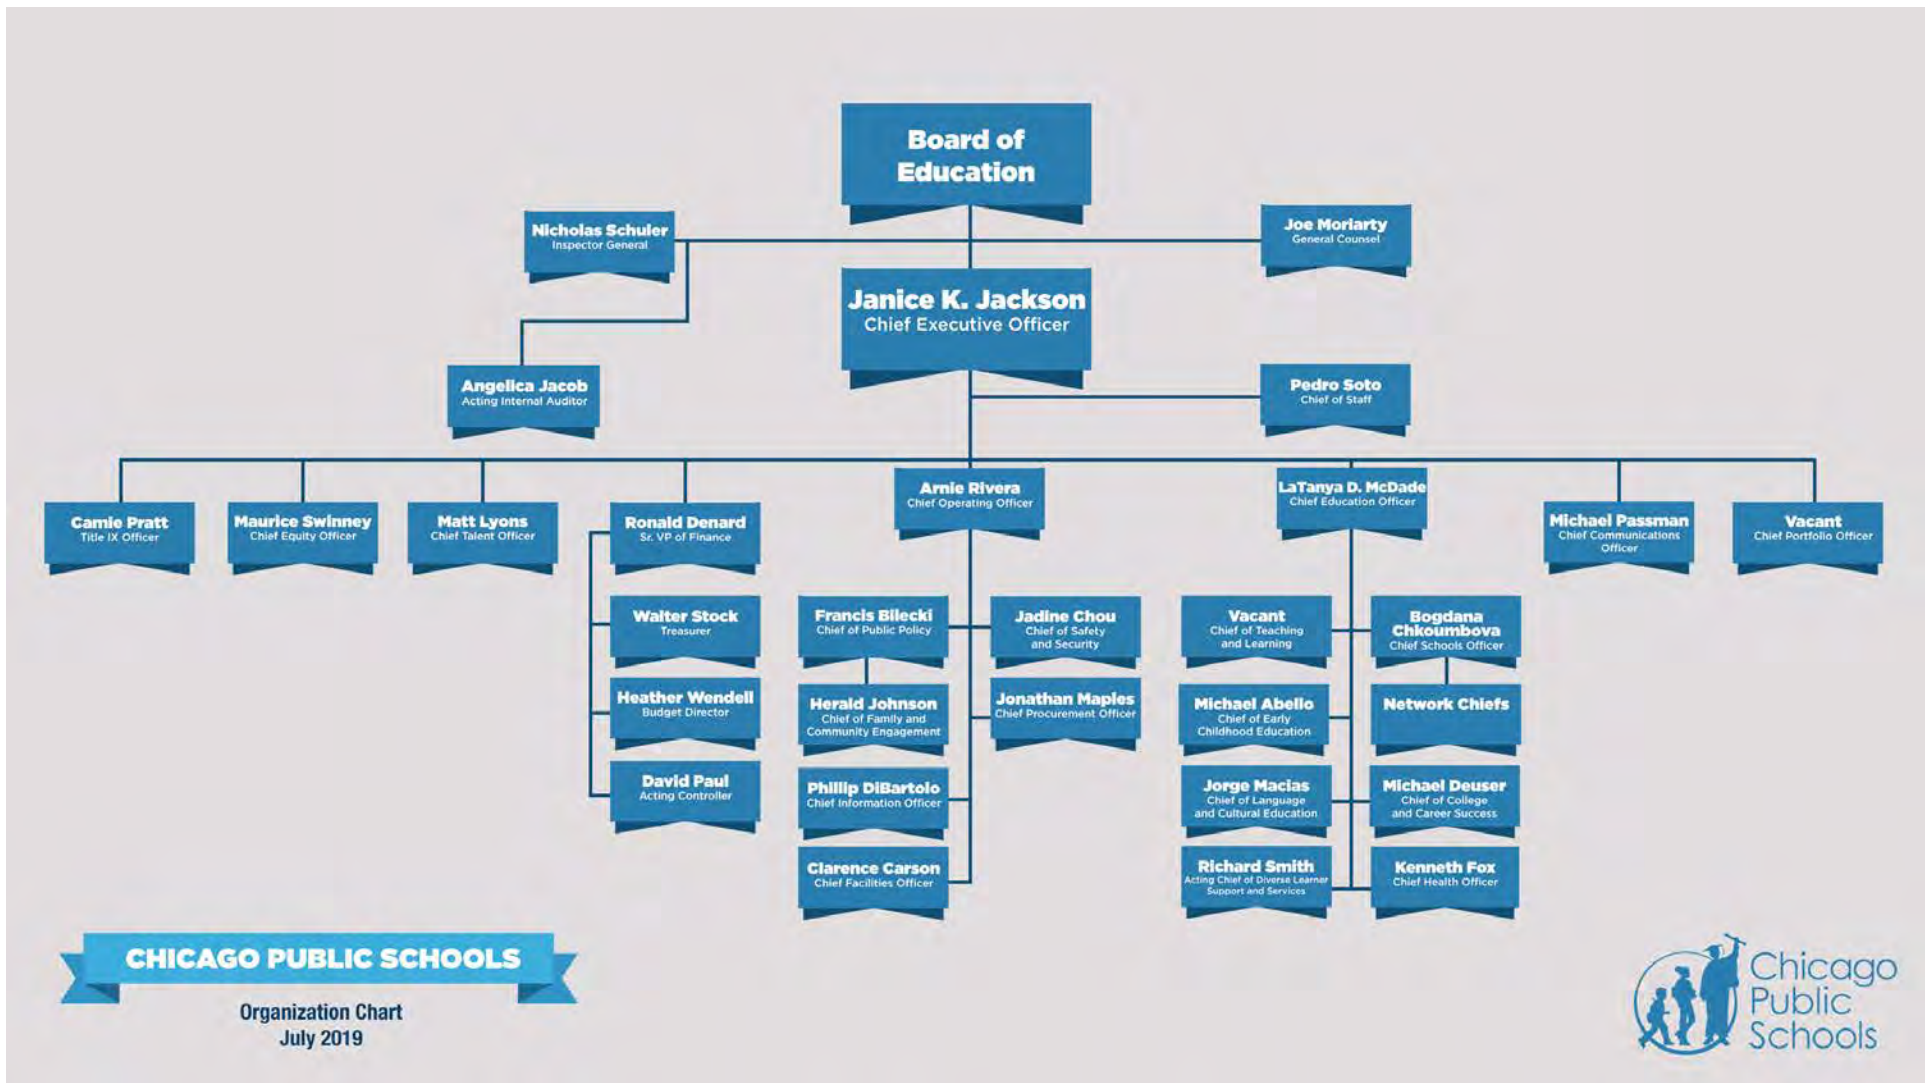 Board of
Education
Nicholas Schuler
Inspector General
Joe Moriarty
General Counsel
Janice K. Jackson
Chief Executive Officer
Angelica Jacob
Acting Internal Auditor
Pedro Soto
Chief of Staff
Camie Pratt
Title IX Officer
Maurice Swinney
Chief Equity Officer
Matt Lyons
Chief Talent Officer
Ronald Denard
Sr. VP of Finance
Arnie Rivera
Chief Operating Officer
LaTanya D. McDade
Chief Education Officer
Michael Passman
Chief Communications
Officer
Vacant
Chief Portfolio Officer
Walter Stock
Treasurer
Heather Wendell
Budget Director
David Paul
Acting Controller
Francis Bilecki
Chief of Public Policy
Jadine Chou
Chief of Safety
and Security
Herald Johnson
Chief of Family and
Community Engagement
Jonathan Maples
Chief Procurement Officer
Phillip DiBartolo
Chief Information Officer
Clarence Carson
Chief Facilities Officer
Vacant
Chief of Teaching
and Learning
Bogdana
Chkoumbova
Chief Schools Officer
Michael Abello
Chief of Early
Childhood Education
Network Chiefs
Jorge Macias
Chief of Language
and Cultural Education
Michael Deuser
Chief of College
and Career Success
Richard Smith
Acting Chief of Diverse Learner
Support and Services
Kenneth Fox
Chief Health Officer
CHICAGO PUBLIC SCHOOLS
Organization Chart
July 2019
Chicago
Public
Schools